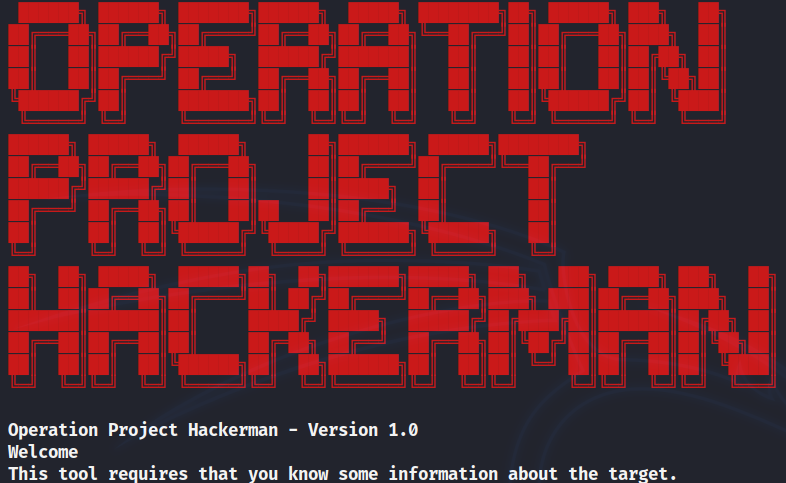 OPERATION
PROJECT
HACKERMAN
Operation Project Hackerman - Version 1.0
Welcome
This tool requires that you know some information about the target.